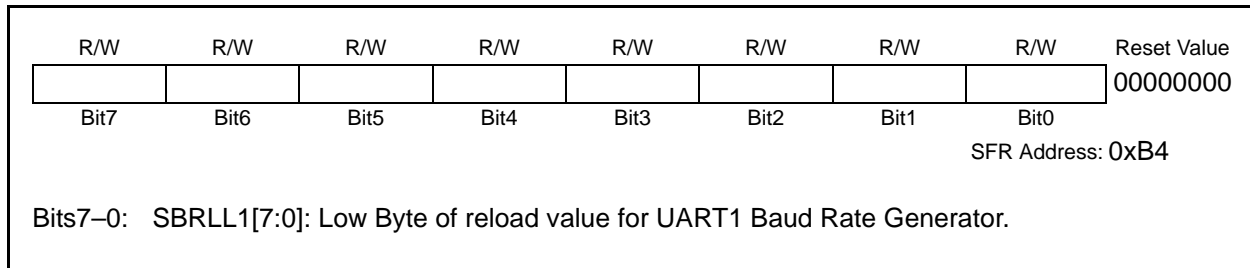 R/W R/W R/W R/W R/W R/W R/W R/W Reset Value
00000000
Bit7 Bit6 Bit5 Bit4 Bit3 Bit2 Bit1 Bit0
SFR Address: 0xB4
Bits7–0: SBRLL1[7:0]: Low Byte of reload value for UART1 Baud Rate Generator.